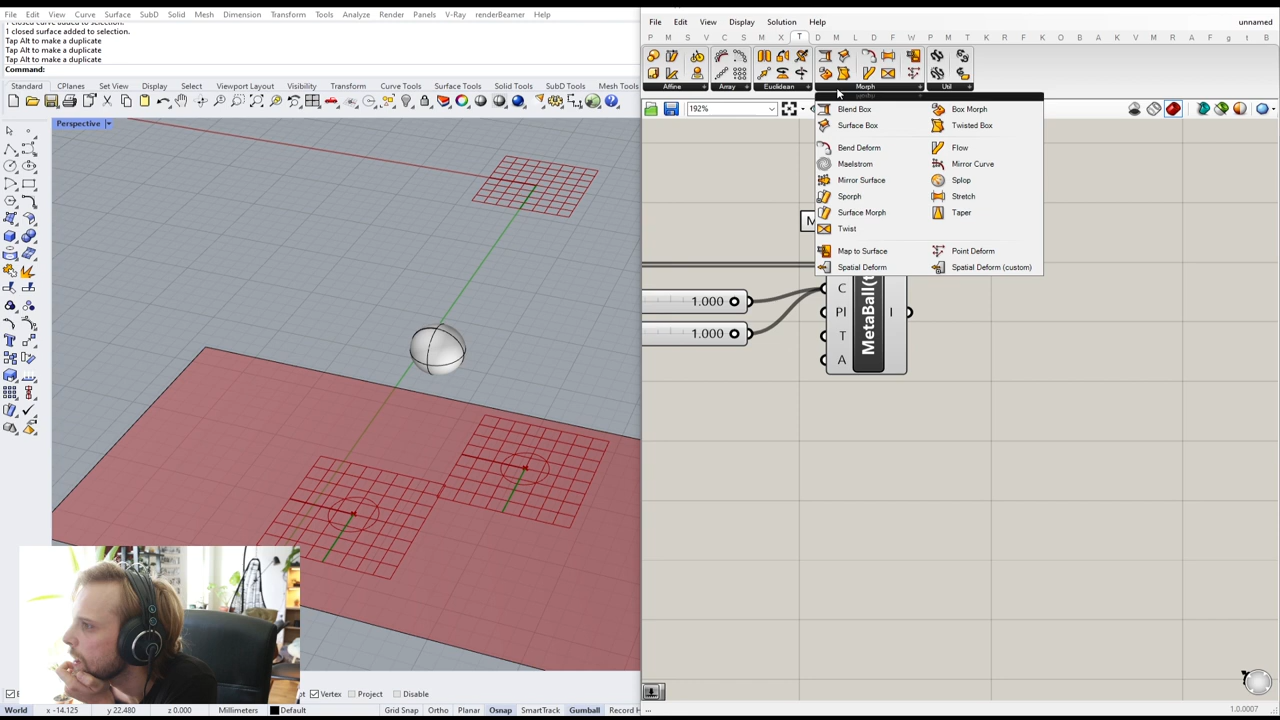 File Edit View Curve Surface SubD Solid Mesh Dimension Transform Tools Analyze Render Panels V-Ray renderBeamer Help
1 closed surface added to selection.
Tap Alt to make a duplicate
Tap Alt to make a duplicate
Tap Alt to make a duplicate
Command:
Standard CPlanes Set View Display Select Viewport Layout Visibility Transform Curve Tools Surface Tools Solid Tools SubD Tools
Perspective
Vertex Project Disable
World x -14.125 y 22.480 z 0.000 Millimeters Default Grid Snap Ortho Planar Osnap SmartTrack Gumball Record H
File Edit View Display Solution Help unnamed
P M S V C S T M D L D F W P M K O K D L E g t B
Affine Array Euclidean Morph Util
192%
Blend Box Box Morph
Surface Box Twisted Box
Bend Deform Flow
Maelstrom Mirror Curve
Mirror Surface Splop
Sporph Stretch
Surface Morph Taper
Twist
Map to Surface Point Deform
Spatial Deform Spatial Deform (custom)
M
1.000
1.000
C
Pl
T
A
MetaBall(t
I
1.0.0007